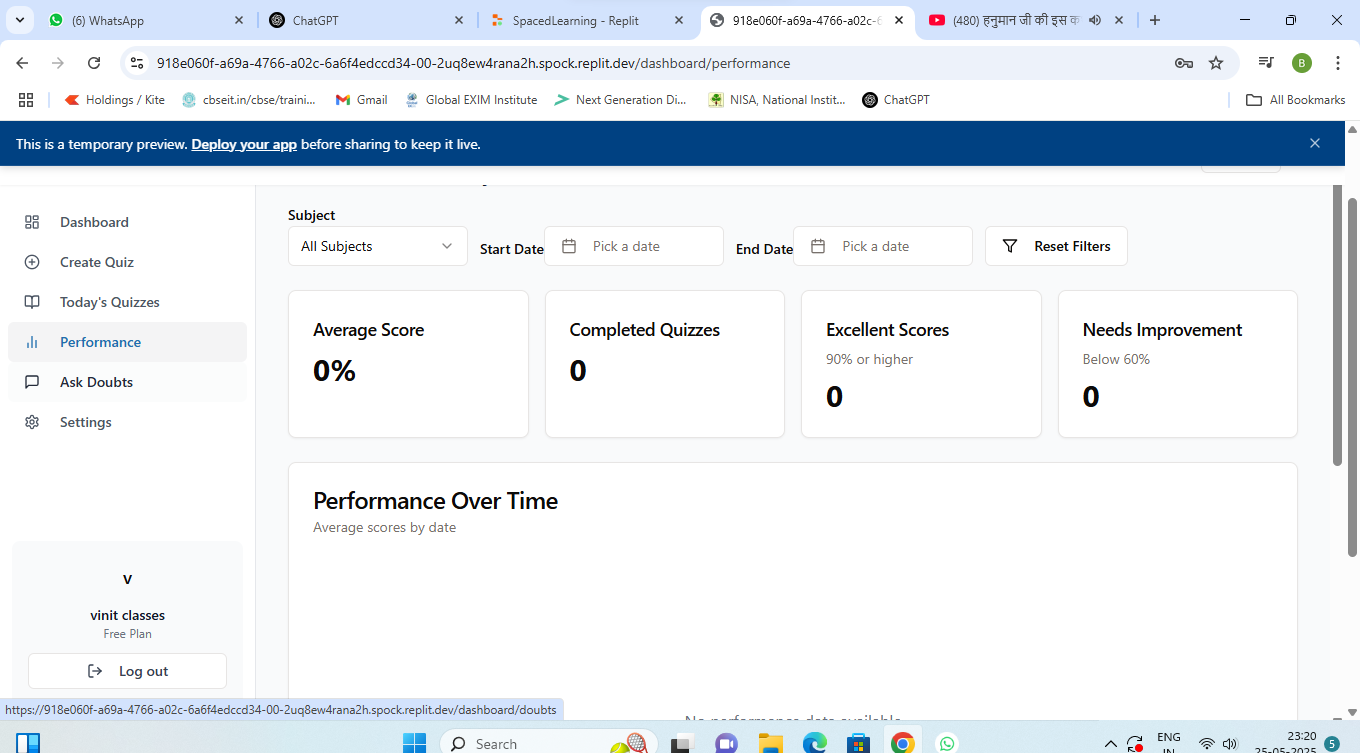 (6) WhatsApp
ChatGPT
SpacedLearning - Replit
918e060f-a69a-4766-a02c-6
(480) हनुमान जी की इस क
918e060f-a69a-4766-a02c-6a6f4edccd34-00-2uq8ew4rana2h.spock.replit.dev/dashboard/performance
B
Holdings / Kite
cbseit.in/cbse/traini...
Gmail
Global EXIM Institute
Next Generation Di...
NISA, National Instit...
ChatGPT
All Bookmarks
This is a temporary preview. Deploy your app before sharing to keep it live.
Dashboard
Create Quiz
Today's Quizzes
Performance
Ask Doubts
Settings
v
vinit classes
Free Plan
Log out
Subject
All Subjects
Start Date
Pick a date
End Date
Pick a date
Reset Filters
Average Score
0%
Completed Quizzes
0
Excellent Scores
90% or higher
0
Needs Improvement
Below 60%
0
Performance Over Time
Average scores by date
No performance data available
https://918e060f-a69a-4766-a02c-6a6f4edccd34-00-2uq8ew4rana2h.spock.replit.dev/dashboard/doubts
Search
ENG
IN
23:20
25-05-2025
5